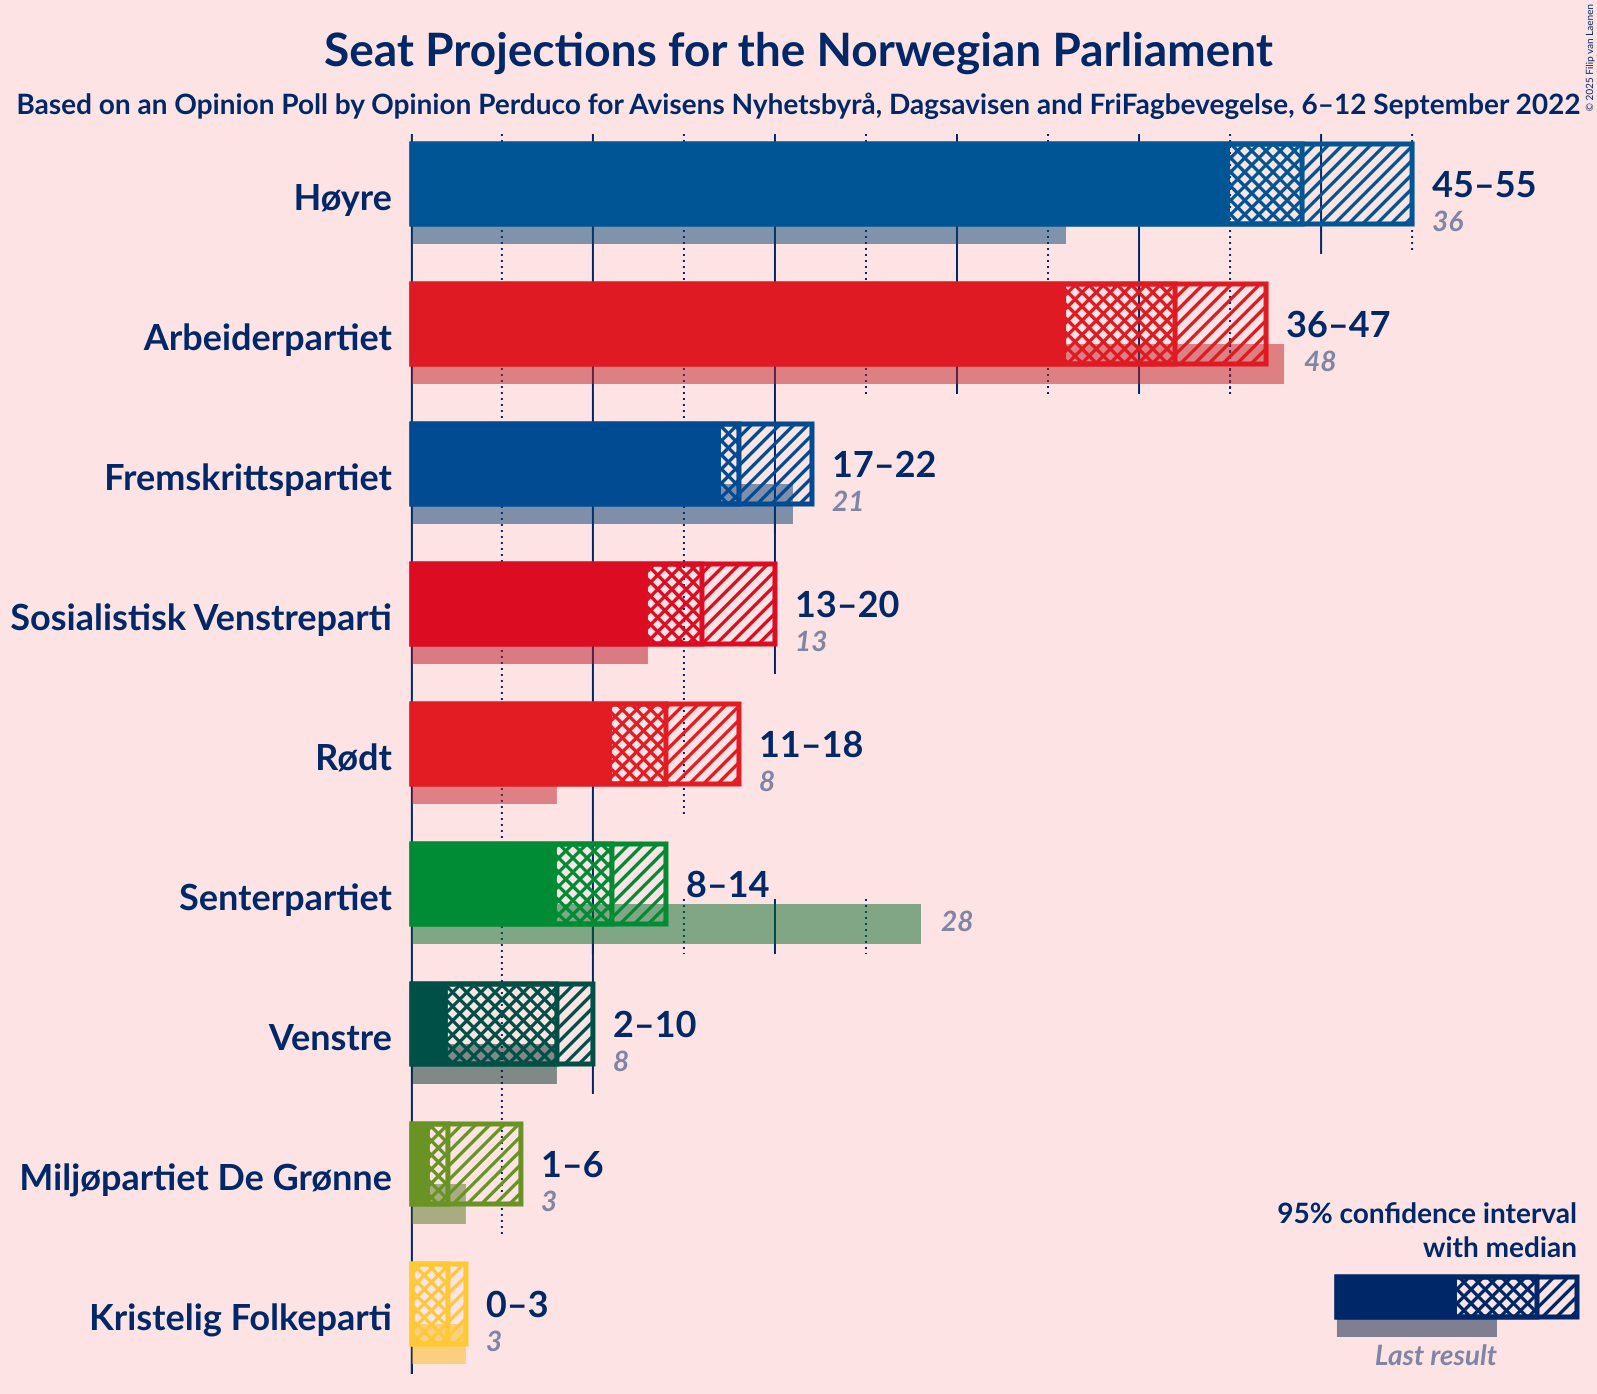 Seat Projections for the Norwegian Parliament
Based on an Opinion Poll by Opinion Perduco for Avisens Nyhetsbyrå, Dagsavisen and FriFagbevegelse, 6–12 September 2022
© 2025 Filip van Laenen
Høyre
45–55
36
Arbeiderpartiet
36–47
48
Fremskrittspartiet
17–22
21
Sosialistisk Venstreparti
13–20
13
Rødt
11–18
8
Senterpartiet
8–14
28
Venstre
2–10
8
Miljøpartiet De Grønne
1–6
3
Kristelig Folkeparti
0–3
3
95% confidence interval
with median
Last result